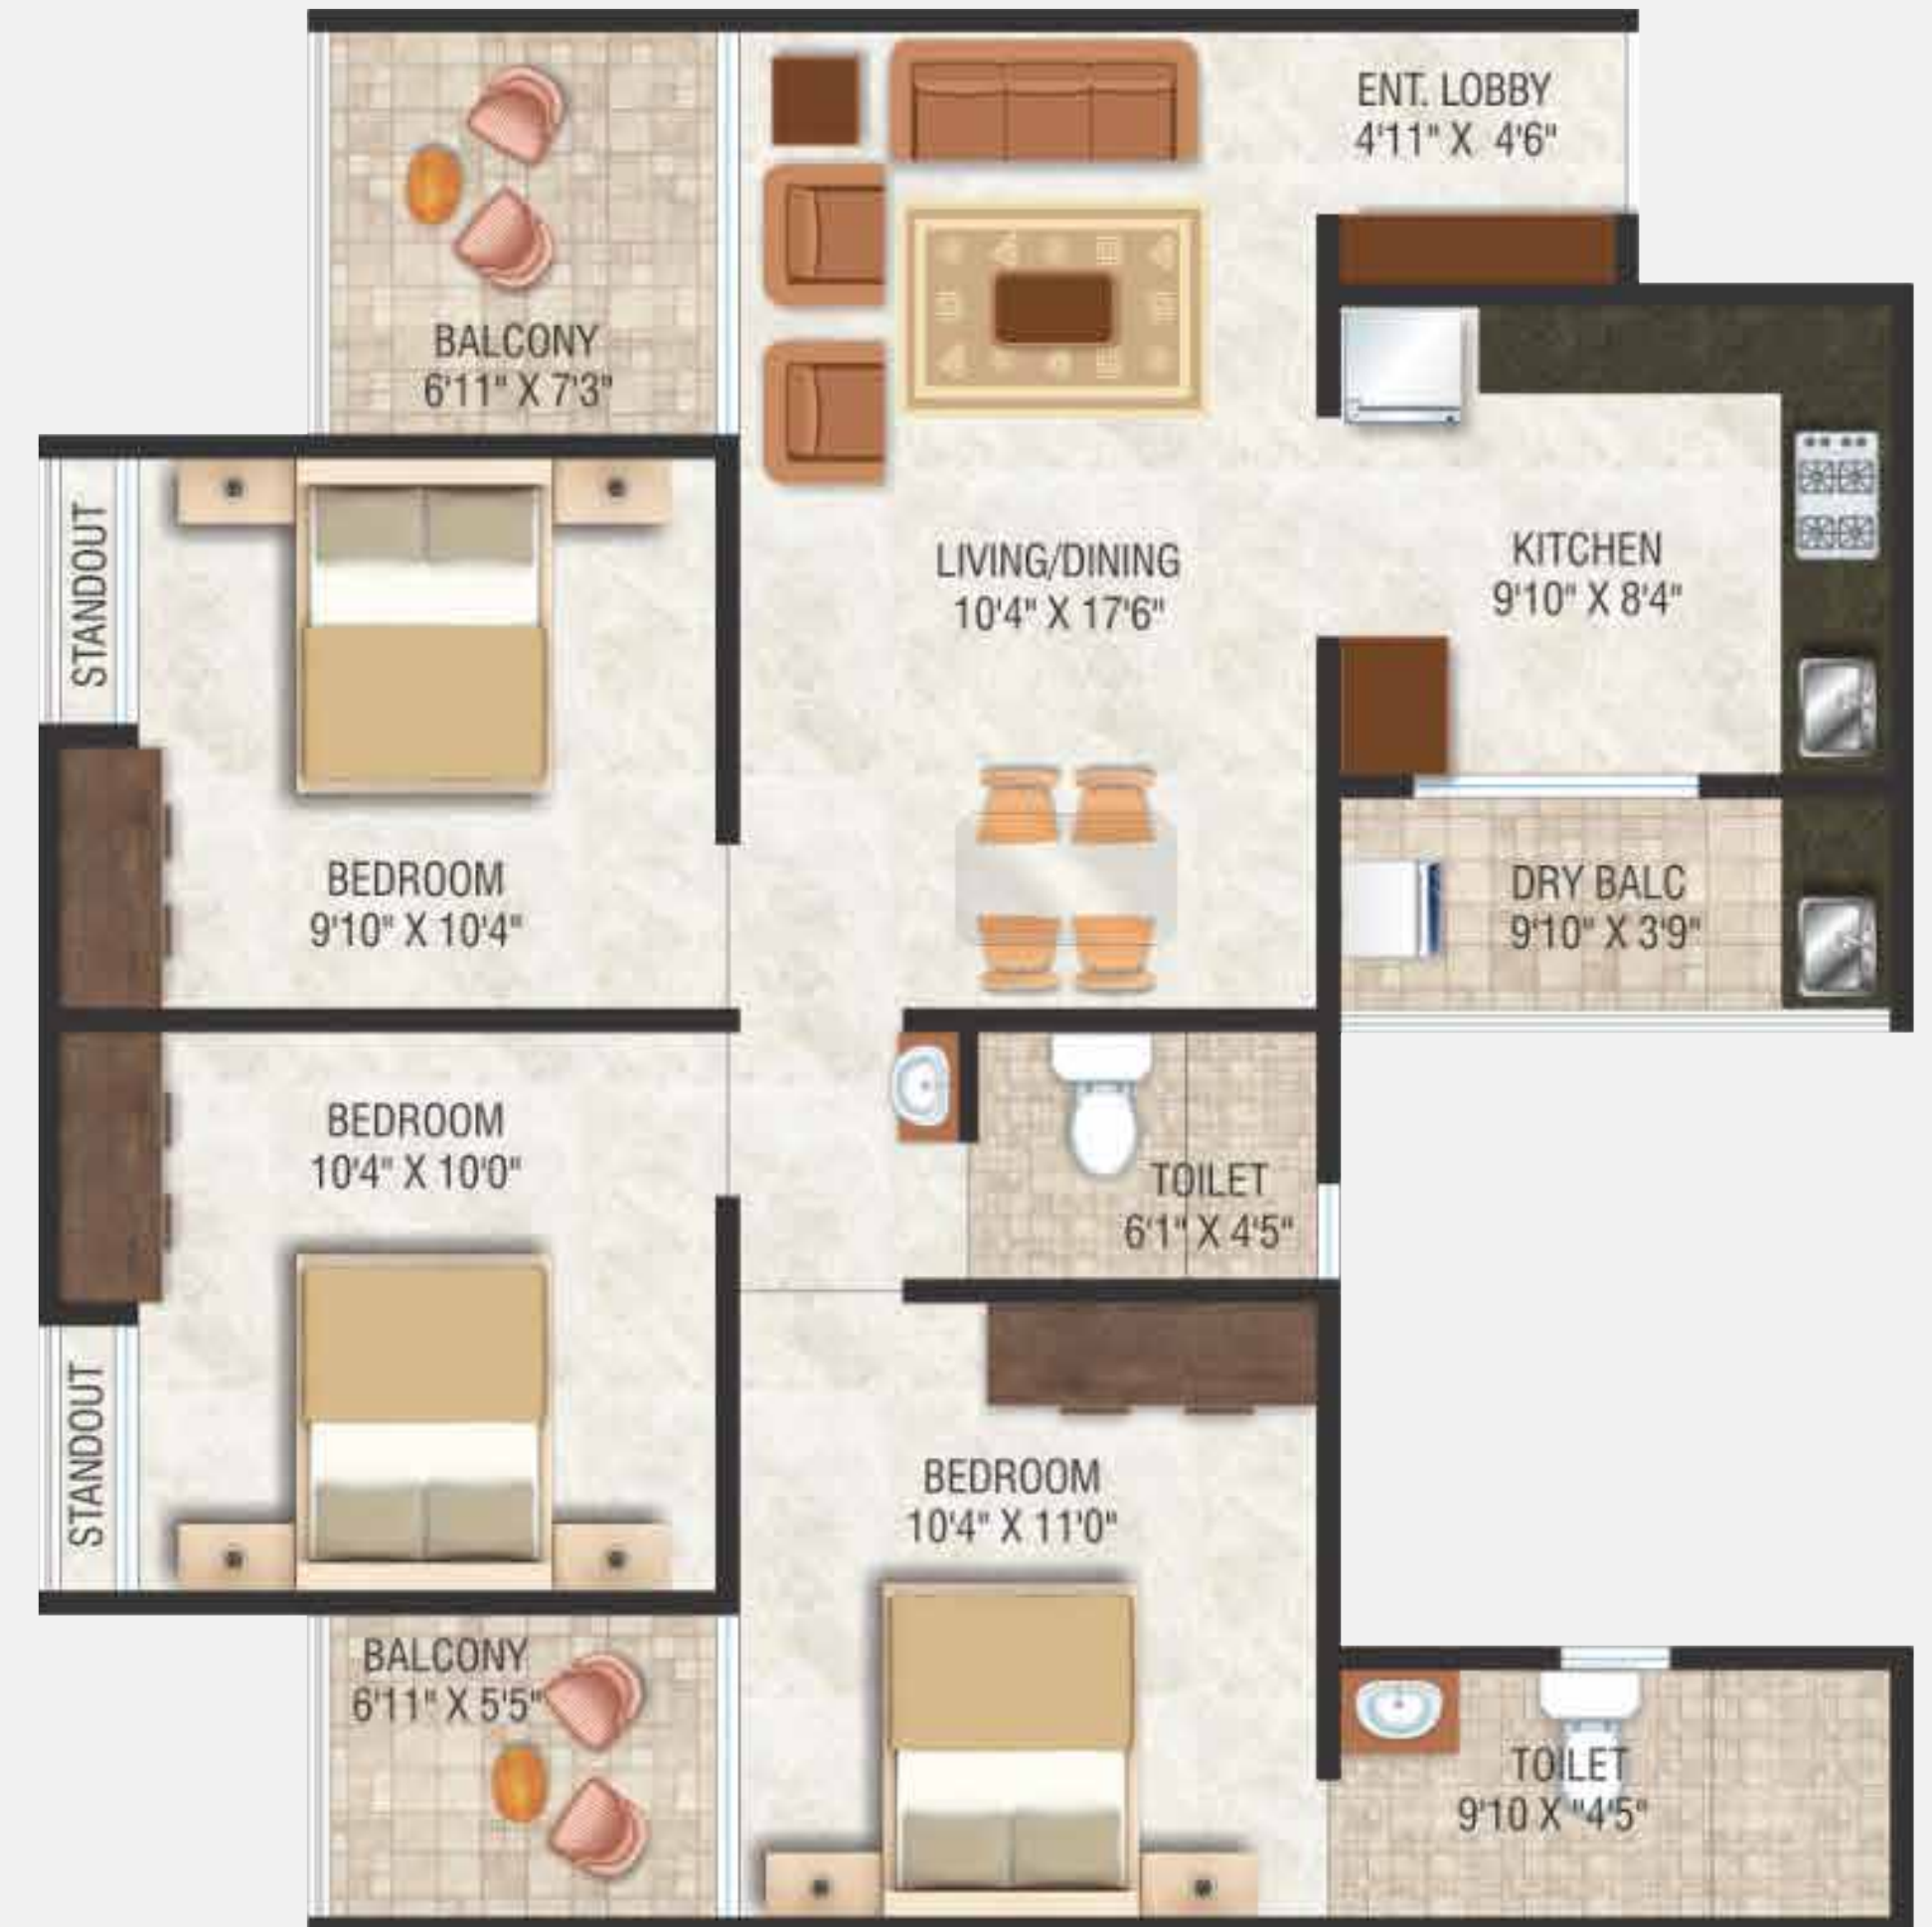 ENT. LOBBY
4'11" X 4'6"
BALCONY
6'11" X 7'3"
STANDOUT
LIVING/DINING
10'4" X 17'6"
KITCHEN
9'10" X 8'4"
BEDROOM
9'10" X 10'4"
DRY BALC
9'10" X 3'9"
BEDROOM
10'4" X 10'0"
TOILET
6'1" X 4'5"
STANDOUT
BEDROOM
10'4" X 11'0"
BALCONY
6'11" X 5'5"
TOILET
9'10 X "4'5"